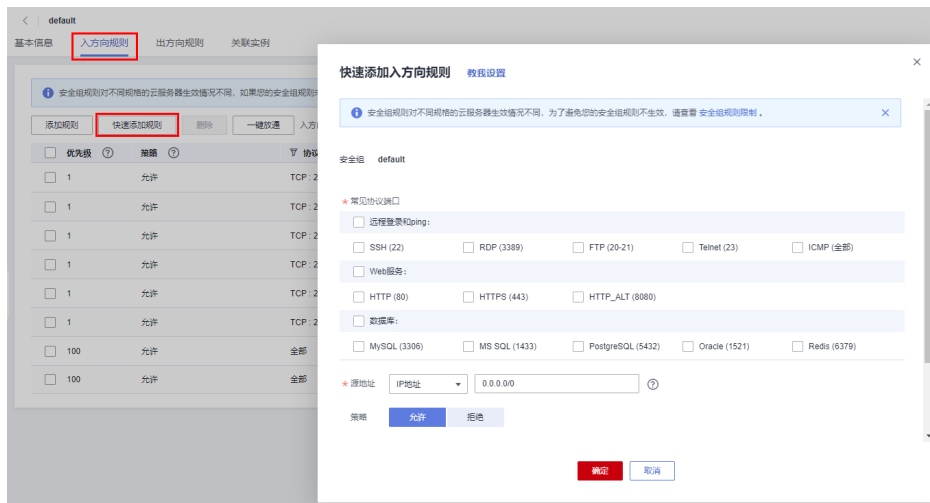 default
基本信息 入方向规则 出方向规则 关联实例
安全组规则对不同规格的云服务器生效情况不同，如果您的安全组规则
添加规则 快速添加规则 删除 一键放通 入方
优先级 策略 协议
1 允许 TCP : 2
1 允许 TCP : 2
1 允许 TCP : 2
1 允许 TCP : 2
1 允许 TCP : 2
1 允许 TCP : 2
100 允许 全部
100 允许 全部
快速添加入方向规则 教我设置
安全组规则对不同规格的云服务器生效情况不同，为了避免您的安全组规则不生效，请查看 安全组规则限制 。
安全组 default
* 常见协议端口
远程登录和ping:
SSH (22) RDP (3389) FTP (20-21) Telnet (23) ICMP (全部)
Web服务:
HTTP (80) HTTPS (443) HTTP_ALT (8080)
数据库:
MySQL (3306) MS SQL (1433) PostgreSQL (5432) Oracle (1521) Redis (6379)
* 源地址 IP地址 0.0.0.0/0
策略 允许 拒绝
确定 取消